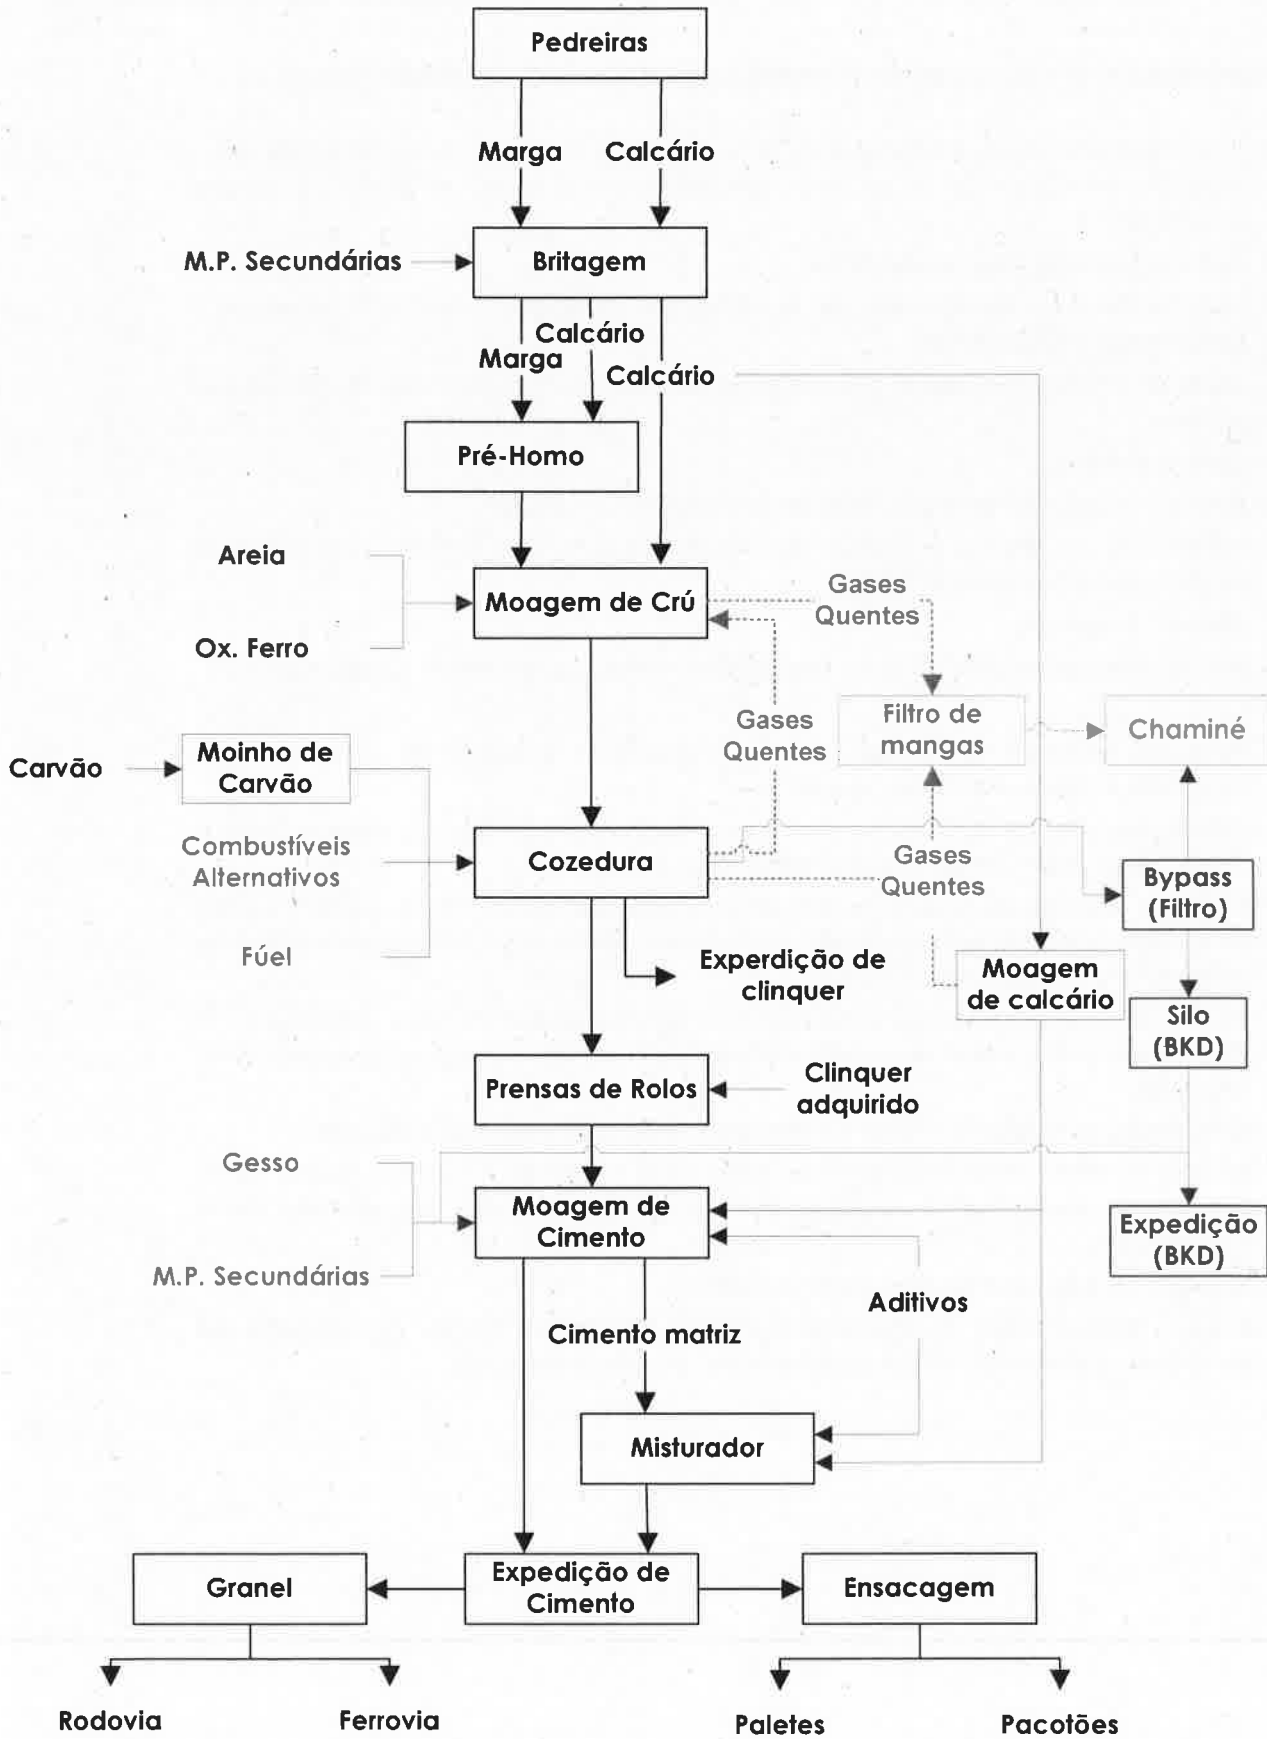 Pedreiras
Marga
Calcário
M.P. Secundárias
Britagem
Calcário
Marga
Calcário
Pré-Homo
Areia
Moagem de Crú
Ox. Ferro
Gases
Quentes
Gases
Quentes
Filtro de
mangas
Chaminé
Carvão
Moinho de
Carvão
Combustíveis
Alternativos
Cozedura
Gases
Quentes
Bypass
(Filtro)
Fúel
Experdição de
clinquer
Moagem
de calcário
Silo
(BKD)
Prensas de Rolos
Clinquer
adquirido
Gesso
Moagem de
Cimento
Expedição
(BKD)
M.P. Secundárias
Aditivos
Cimento matriz
Misturador
Granel
Expedição de
Cimento
Ensacagem
Rodovia
Ferrovia
Paletes
Pacotões